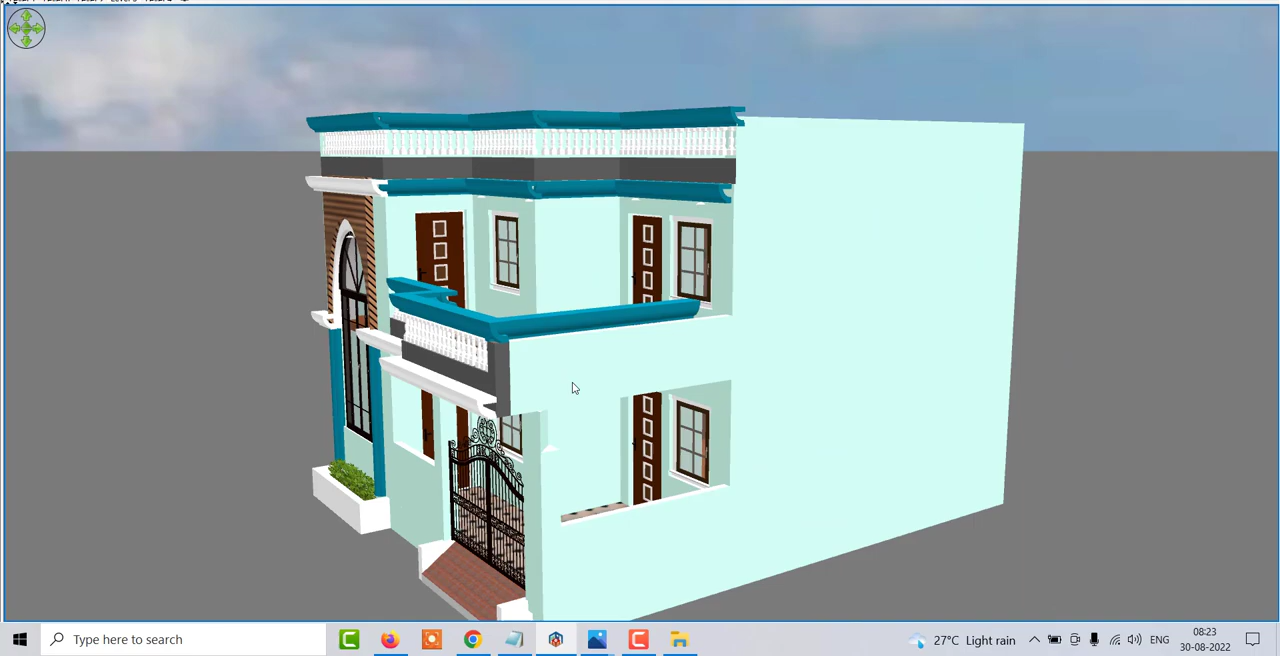 Type here to search
27°C Light rain
ENG
08:23
30-08-2022